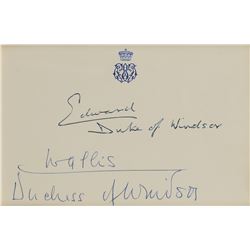 Edward
Duke of Windsor
Wallis
Duchess of Windsor